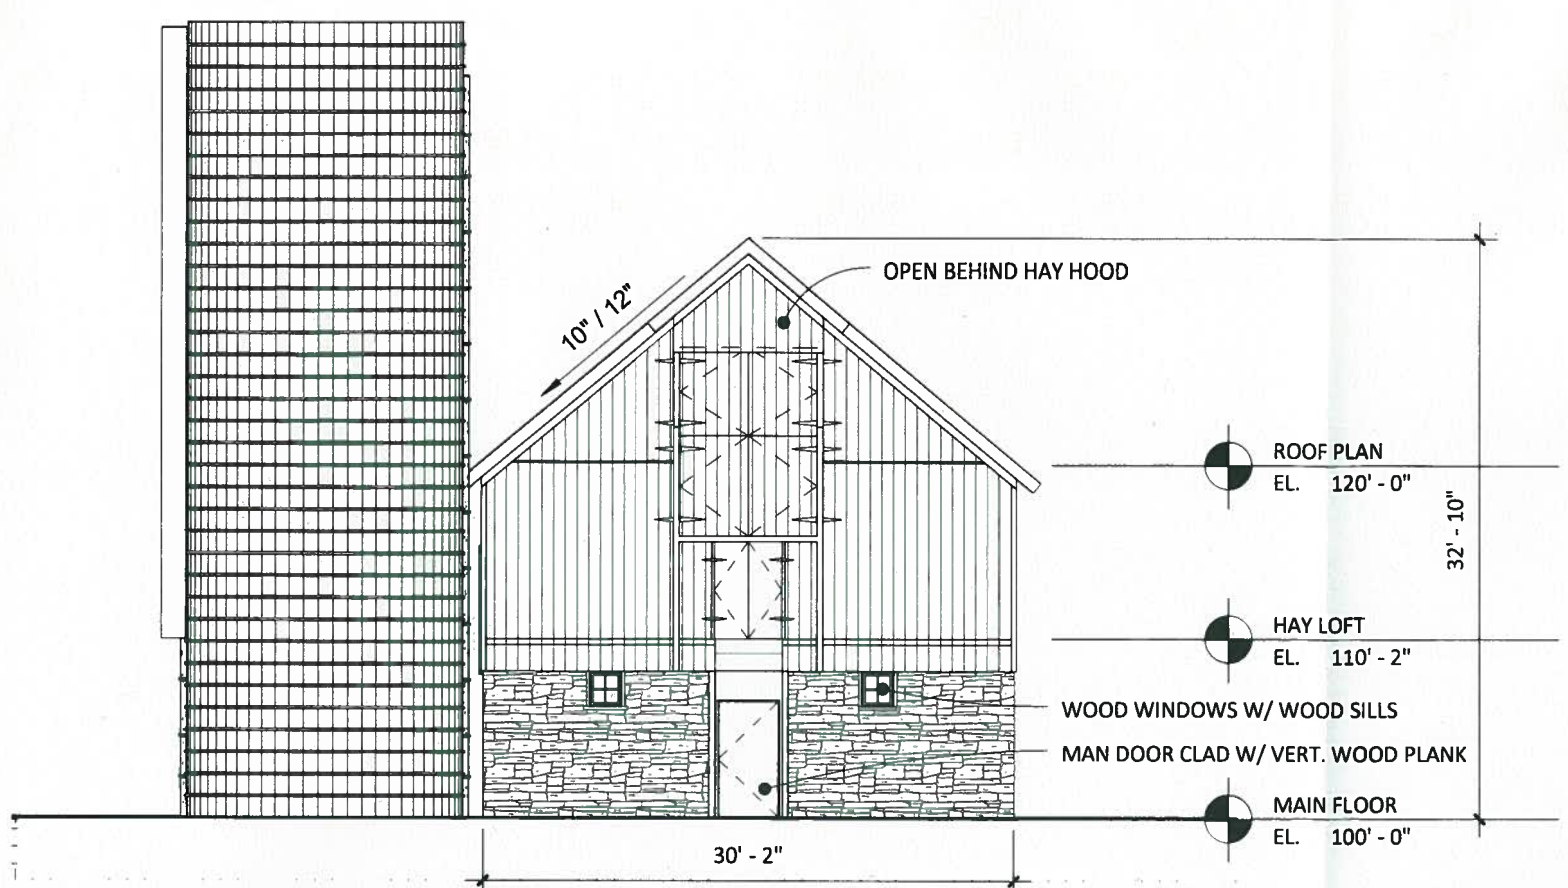 OPEN BEHIND HAY HOOD
10" / 12"
ROOF PLAN
EL. 120' - 0"
32' - 10"
HAY LOFT
EL. 110' - 2"
WOOD WINDOWS W/ WOOD SILLS
MAN DOOR CLAD W/ VERT. WOOD PLANK
MAIN FLOOR
EL. 100' - 0"
30' - 2"